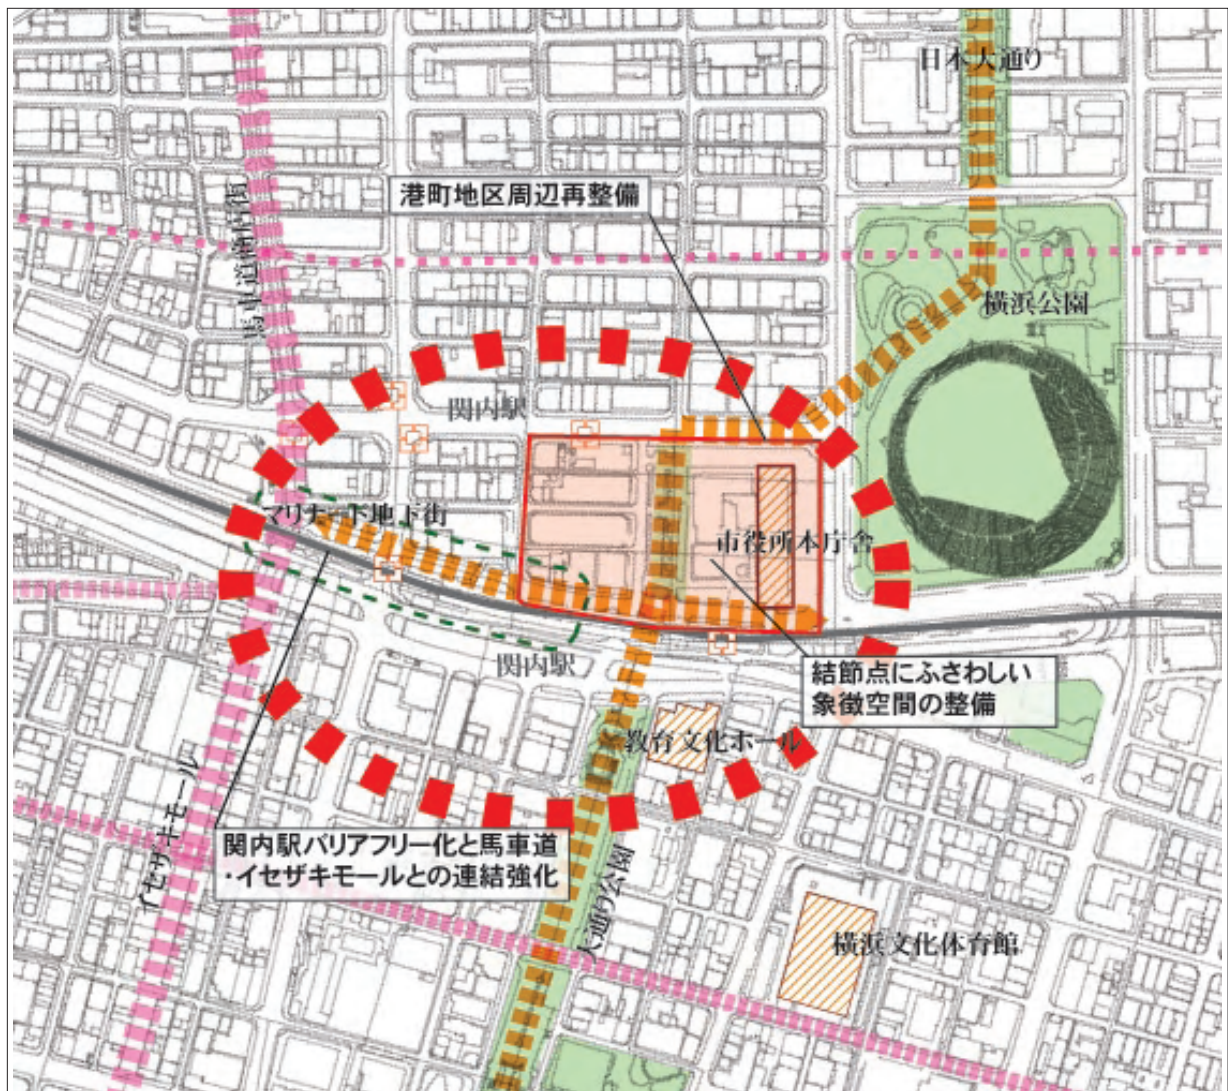 日本大通り
港町地区周辺再整備
馬車道商店街
横浜公園
関内駅
マリナード地下街
市役所本庁舎
関内駅
結節点にふさわしい
象徴空間の整備
教育文化ホール
イセザキモール
関内駅バリアフリー化と馬車道
・イセザキモールとの連結強化
大通り公園
横浜文化体育館